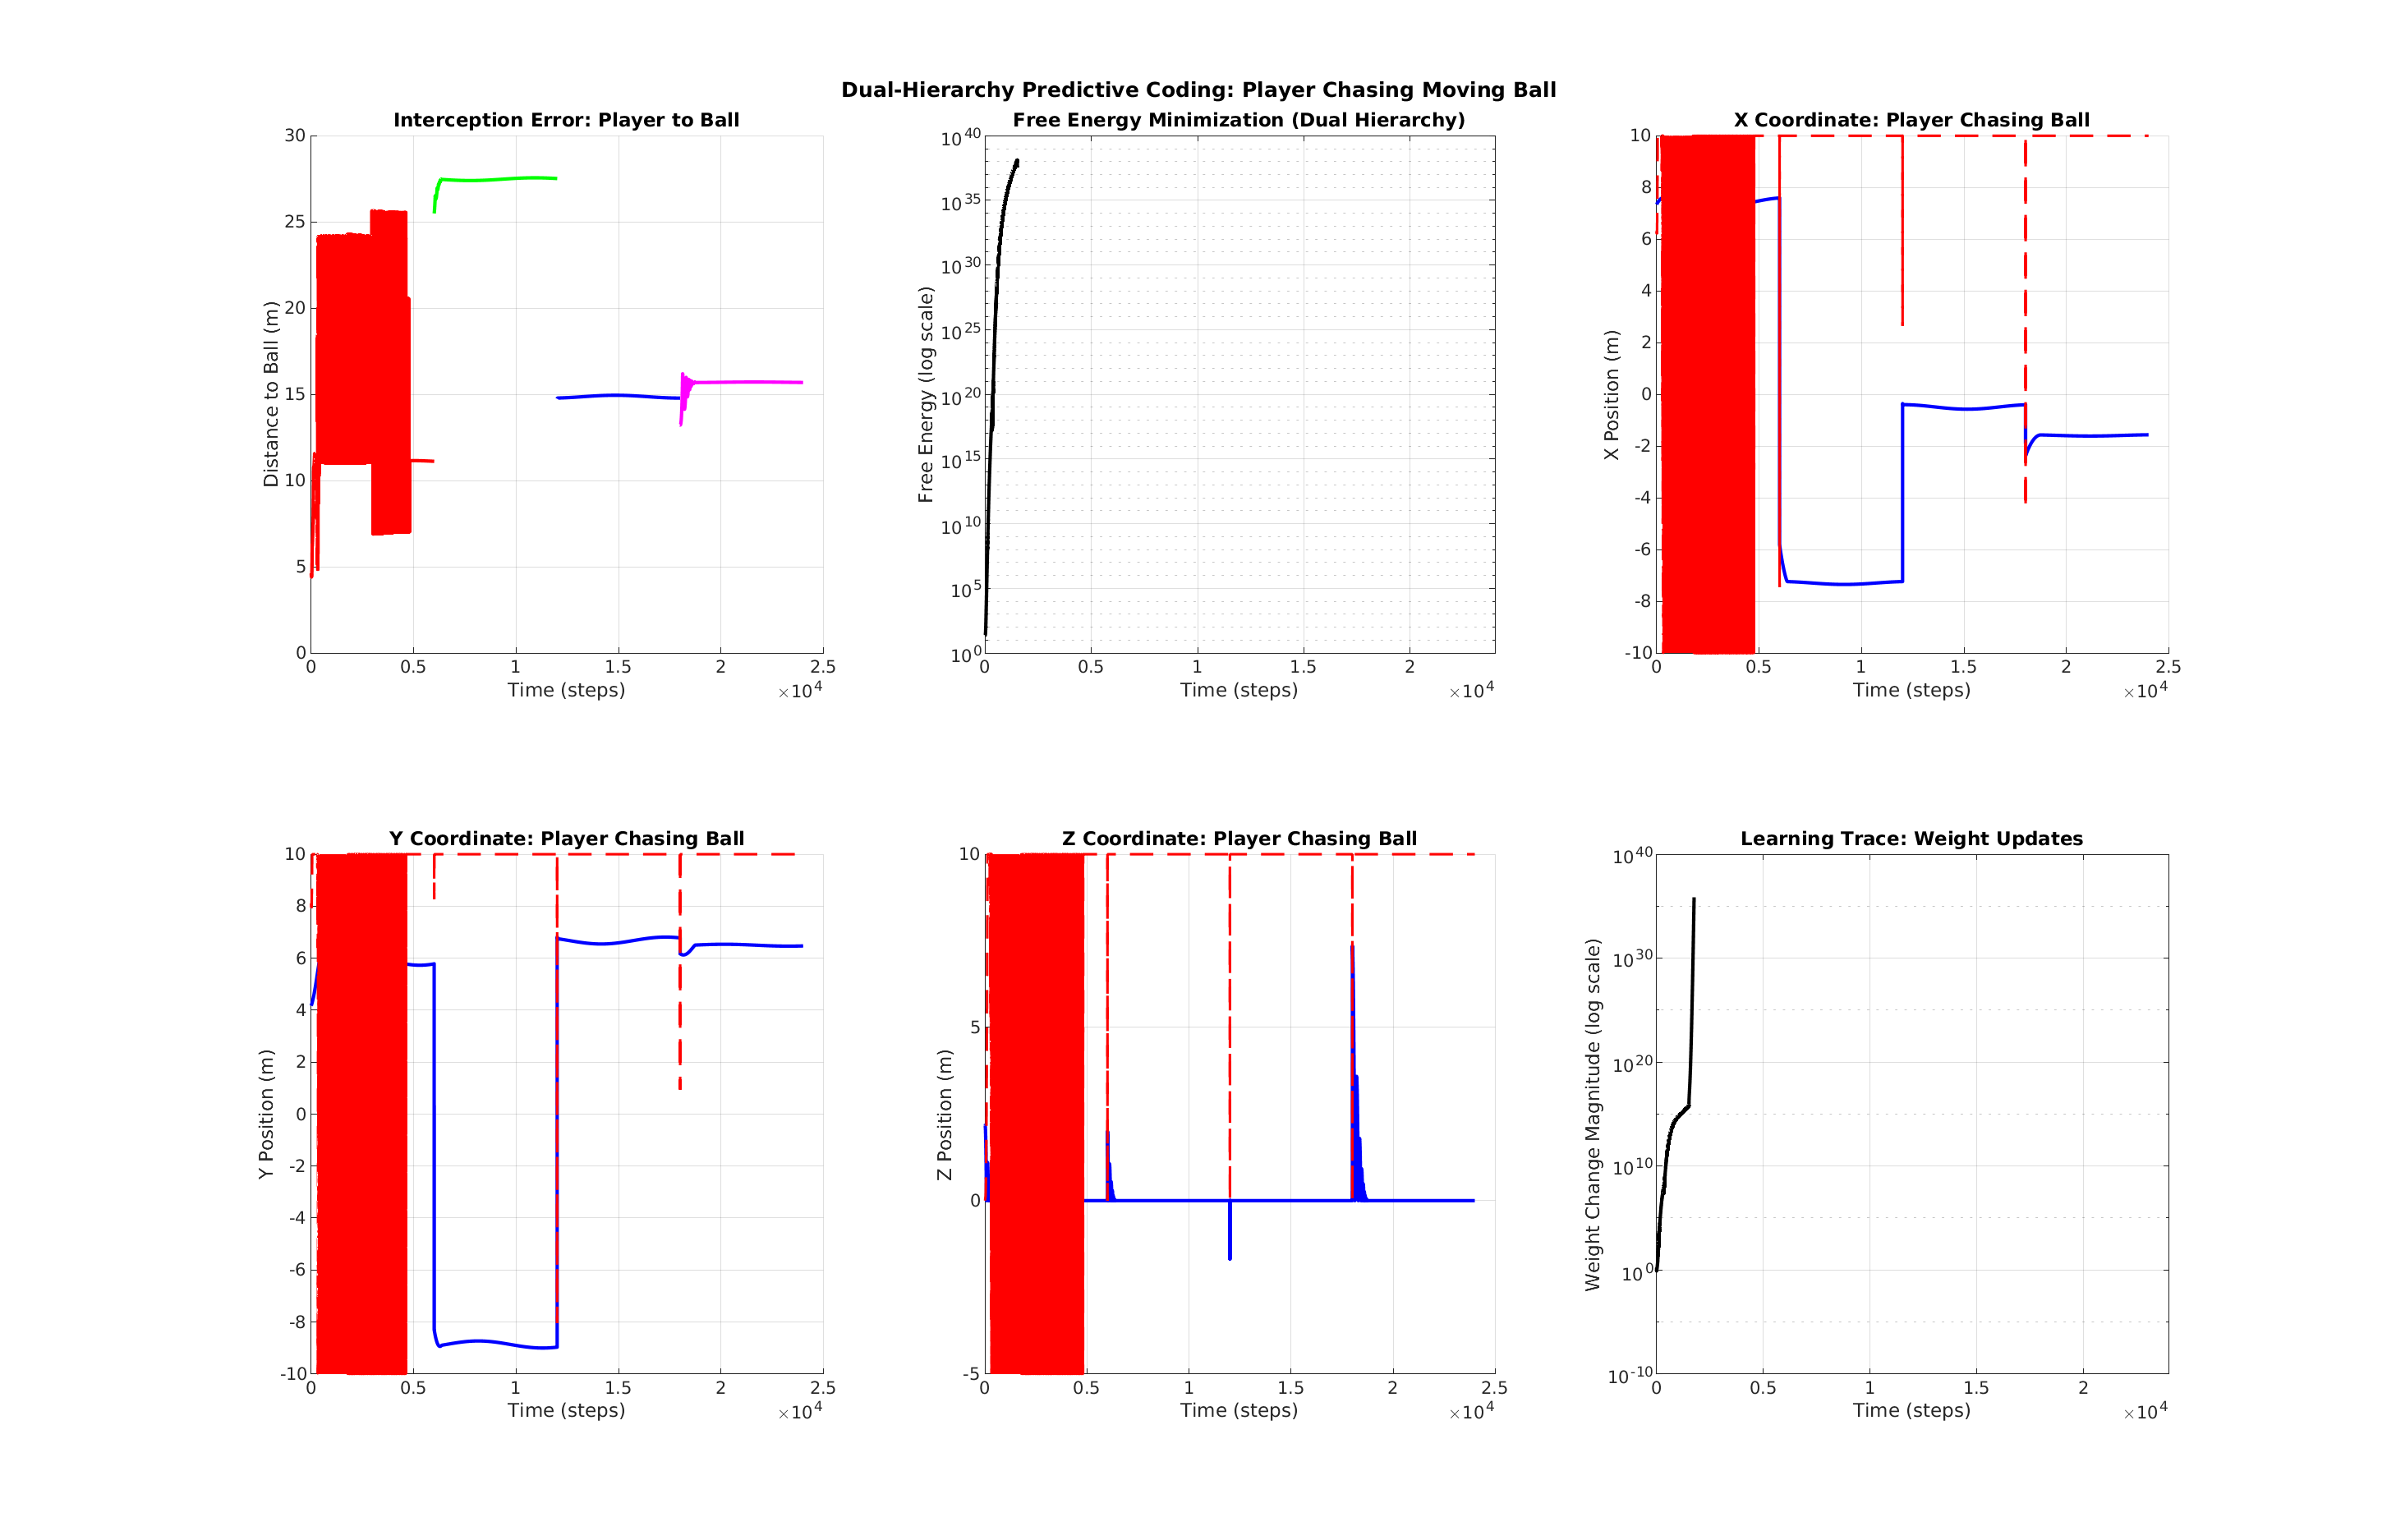 Dual-Hierarchy Predictive Coding: Player Chasing Moving Ball
Interception Error: Player to Ball
30
25
20
15
10
5
0
Distance to Ball (m)
0 0.5 1 1.5 2 2.5
Time (steps)
×10^4
Free Energy Minimization (Dual Hierarchy)
10^40
10^35
10^30
10^25
10^20
10^15
10^10
10^5
10^0
Free Energy (log scale)
0 0.5 1 1.5 2
Time (steps)
×10^4
X Coordinate: Player Chasing Ball
10
8
6
4
2
0
-2
-4
-6
-8
-10
X Position (m)
0 0.5 1 1.5 2 2.5
Time (steps)
×10^4
Y Coordinate: Player Chasing Ball
10
8
6
4
2
0
-2
-4
-6
-8
-10
Y Position (m)
0 0.5 1 1.5 2 2.5
Time (steps)
×10^4
Z Coordinate: Player Chasing Ball
10
5
0
-5
Z Position (m)
0 0.5 1 1.5 2 2.5
Time (steps)
×10^4
Learning Trace: Weight Updates
10^40
10^30
10^20
10^10
10^0
10^-10
Weight Change Magnitude (log scale)
0 0.5 1 1.5 2
Time (steps)
×10^4